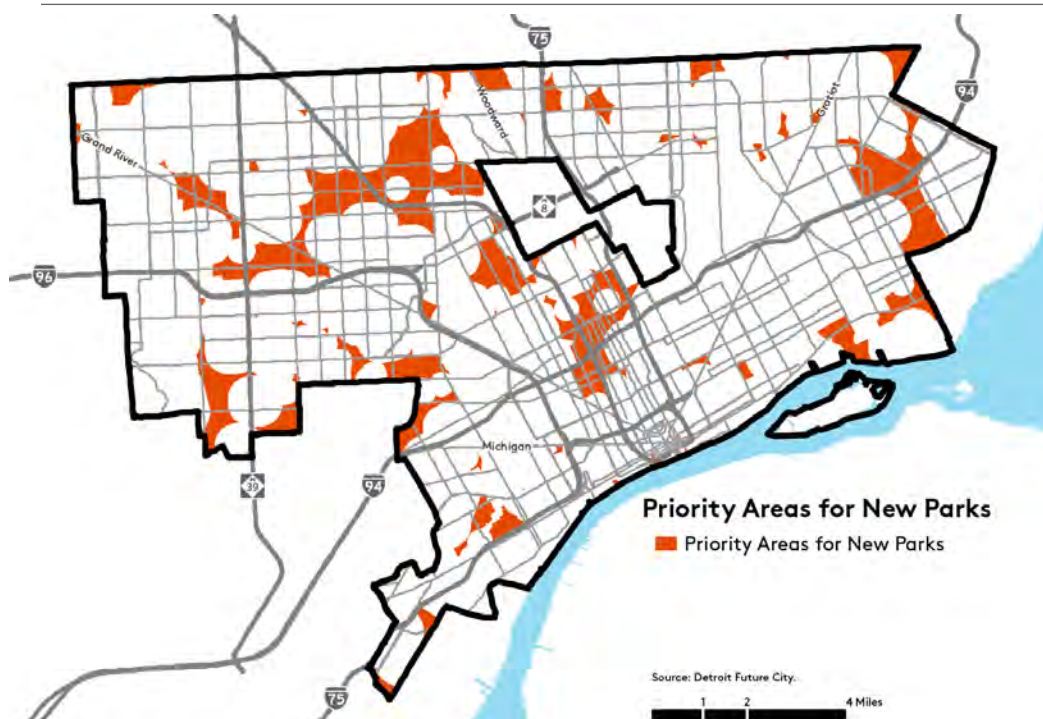 75
94
Woodward
Gratiot
Grand River
8
96
Michigan
39
94
Priority Areas for New Parks
Priority Areas for New Parks
75
Source: Detroit Future City.
1 2 4 Miles